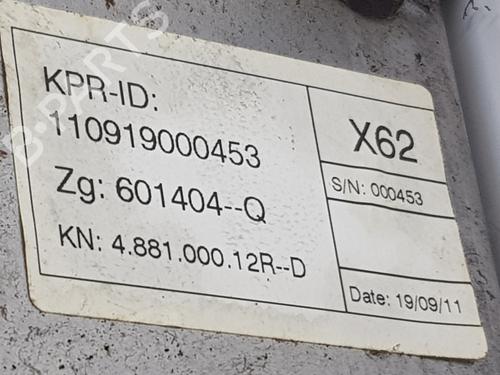 KPR-ID:
110919000453
Zg: 601404--Q
KN: 4.881.000.12R--D
X62
S/N: 000453
Date: 19/09/11
B-PARTS